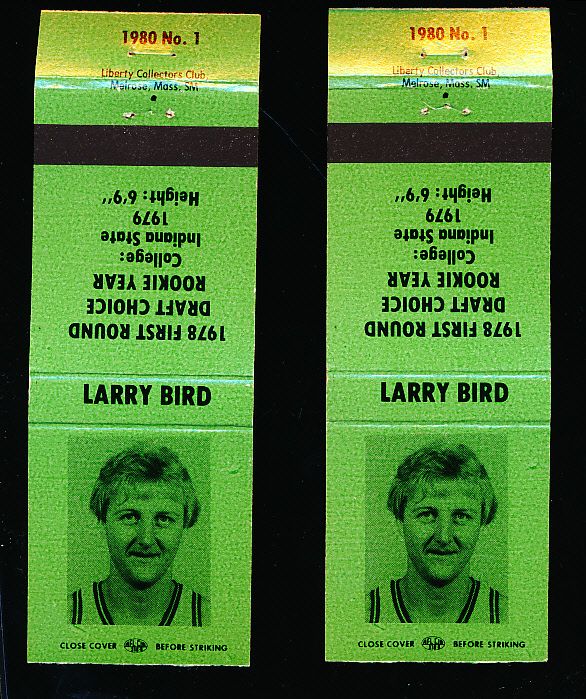 1980 No. 1
Liberty Collectors Club
Melrose, Mass, SM
Height: 6'9"
1979
Indiana State
College:
ROOKIE YEAR
DRAFT CHOICE
1978 FIRST ROUND
LARRY BIRD
CLOSE COVER BEFORE STRIKING
1980 No. 1
Liberty Collectors Club
Melrose, Mass, SM
Height: 6'9"
1979
Indiana State
College:
ROOKIE YEAR
DRAFT CHOICE
1978 FIRST ROUND
LARRY BIRD
CLOSE COVER BEFORE STRIKING